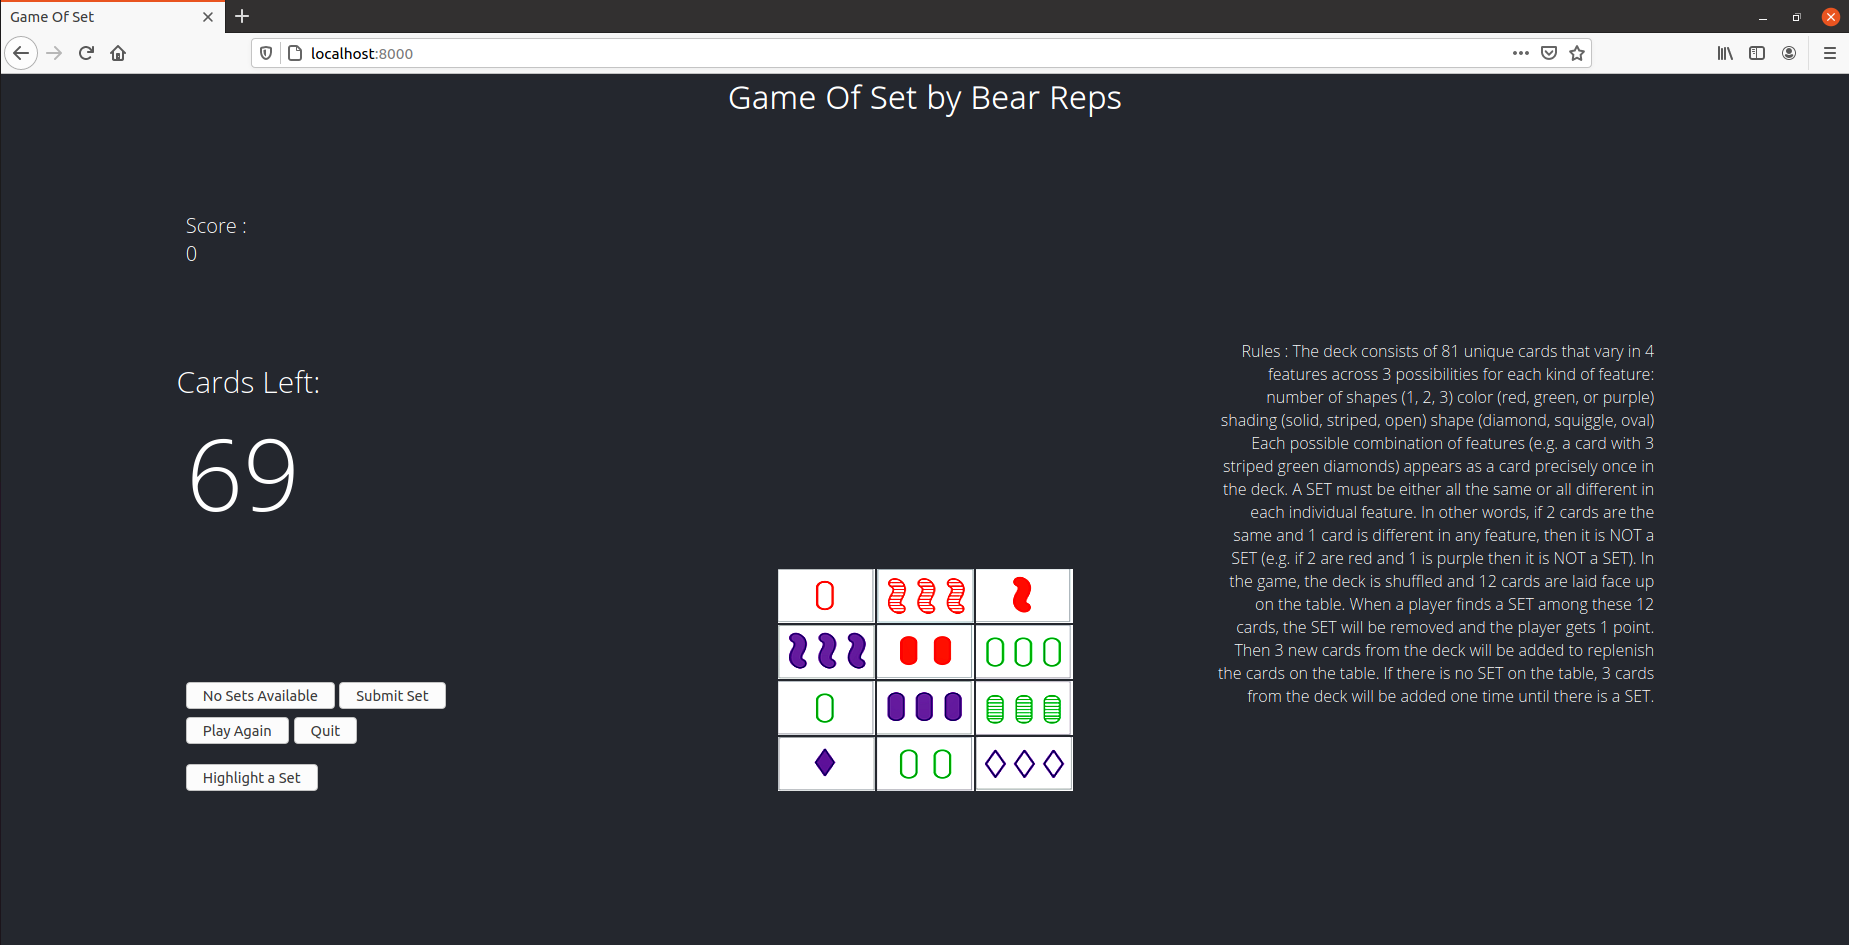 Game Of Set
localhost:8000
Game Of Set by Bear Reps
Score :
0
Cards Left:
69
No Sets Available
Submit Set
Play Again
Quit
Highlight a Set
Rules : The deck consists of 81 unique cards that vary in 4
features across 3 possibilities for each kind of feature:
number of shapes (1, 2, 3) color (red, green, or purple)
shading (solid, striped, open) shape (diamond, squiggle, oval)
Each possible combination of features (e.g. a card with 3
striped green diamonds) appears as a card precisely once in
the deck. A SET must be either all the same or all different in
each individual feature. In other words, if 2 cards are the
same and 1 card is different in any feature, then it is NOT a
SET (e.g. if 2 are red and 1 is purple then it is NOT a SET). In
the game, the deck is shuffled and 12 cards are laid face up
on the table. When a player finds a SET among these 12
cards, the SET will be removed and the player gets 1 point.
Then 3 new cards from the deck will be added to replenish
the cards on the table. If there is no SET on the table, 3 cards
from the deck will be added one time until there is a SET.